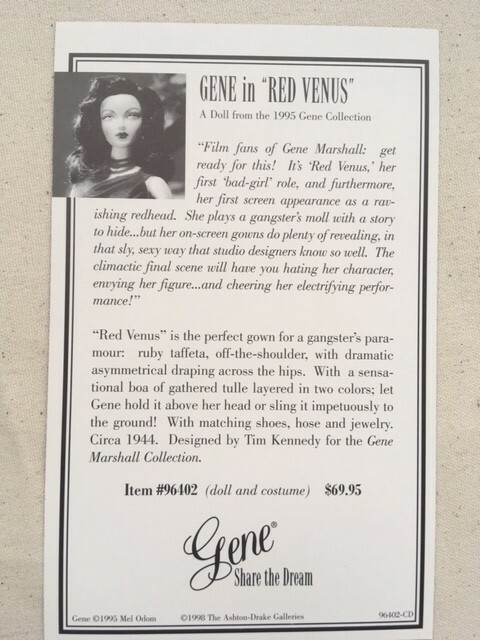 GENE in "RED VENUS"
A Doll from the 1995 Gene Collection
"Film fans of Gene Marshall: get
ready for this! It's 'Red Venus,' her
first 'bad-girl' role, and furthermore,
her first screen appearance as a rav-
ishing redhead. She plays a gangster's moll with a story
to hide...but her on-screen gowns do plenty of revealing, in
that sly, sexy way that studio designers know so well. The
climactic final scene will have you hating her character,
envying her figure...and cheering her electrifying perfor-
mance!"
"Red Venus" is the perfect gown for a gangster's para-
mour: ruby taffeta, off-the-shoulder, with dramatic
asymmetrical draping across the hips. With a sensa-
tional boa of gathered tulle layered in two colors; let
Gene hold it above her head or sling it impetuously to
the ground! With matching shoes, hose and jewelry.
Circa 1944. Designed by Tim Kennedy for the Gene
Marshall Collection.
Item #96402 (doll and costume) $69.95
Gene®
Share the Dream
Gene ©1995 Mel Odom ©1998 The Ashton-Drake Galleries 96402-CD